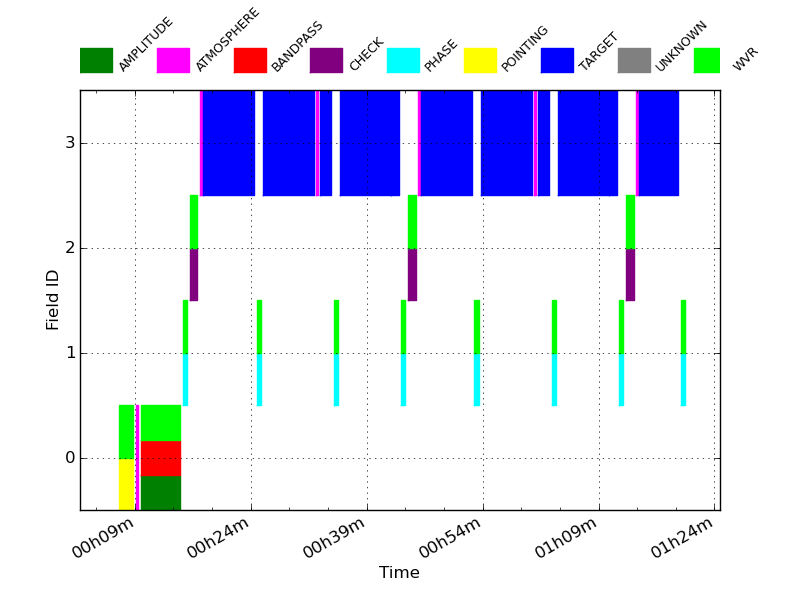 AMPLITUDE
ATMOSPHERE
BANDPASS
CHECK
PHASE
POINTING
TARGET
UNKNOWN
WVR
Field ID
3
2
1
0
00h09m
00h24m
00h39m
00h54m
01h09m
01h24m
Time